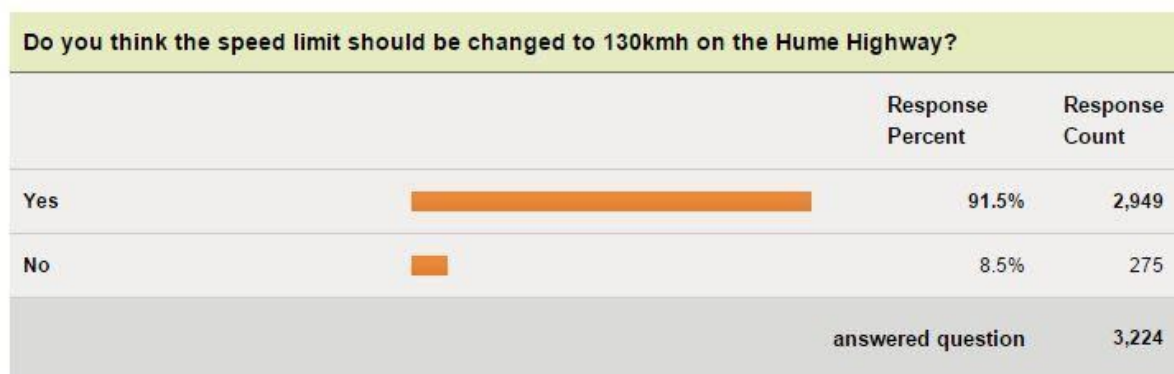 Do you think the speed limit should be changed to 130kmh on the Hume Highway?
Response Percent
Response Count
Yes 91.5% 2,949
No 8.5% 275
answered question 3,224